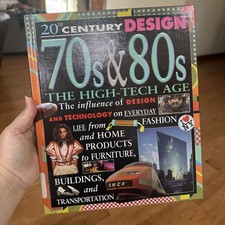 20th CENTURY DESIGN
70s & 80s
THE HIGH-TECH AGE
The influence of DESIGN
AND TECHNOLOGY on EVERYDAY
LIFE from FASHION
and HOME
PRODUCTS
to FURNITURE,
BUILDINGS,
and
TRANSPORTATION